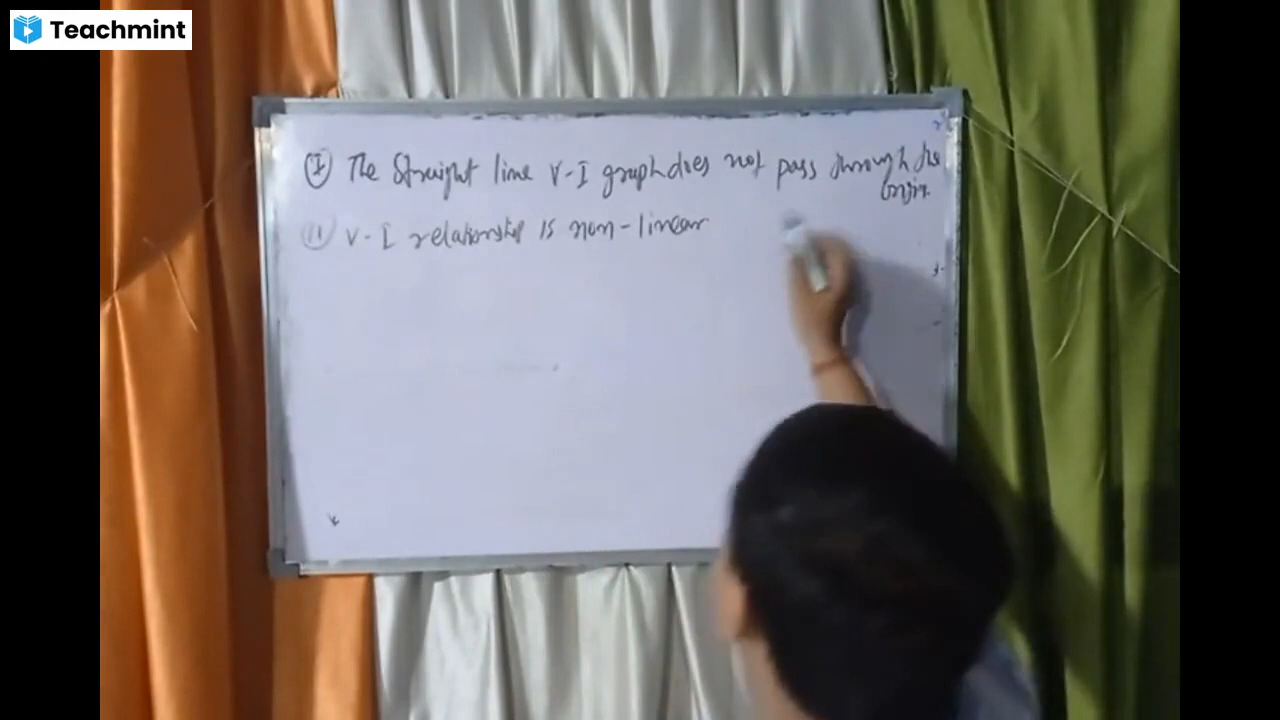 Teachmint
(I) The Straight line V-I graph does not pass through the
origin.
(II) V-I relationship is non-linear